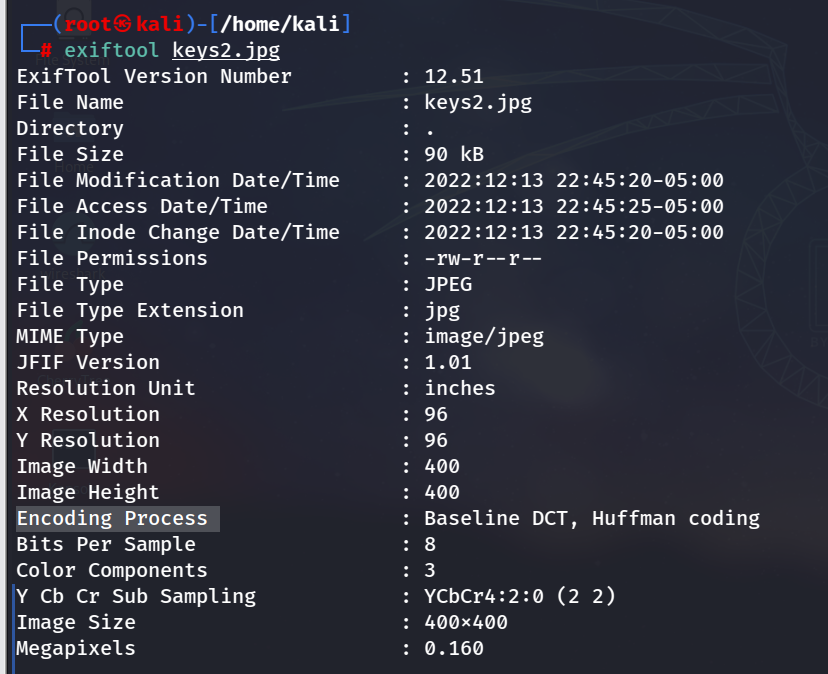 (root㉿kali)-[/home/kali]
# exiftool keys2.jpg
ExifTool Version Number : 12.51
File Name : keys2.jpg
Directory : .
File Size : 90 kB
File Modification Date/Time : 2022:12:13 22:45:20-05:00
File Access Date/Time : 2022:12:13 22:45:25-05:00
File Inode Change Date/Time : 2022:12:13 22:45:20-05:00
File Permissions : -rw-r--r--
File Type : JPEG
File Type Extension : jpg
MIME Type : image/jpeg
JFIF Version : 1.01
Resolution Unit : inches
X Resolution : 96
Y Resolution : 96
Image Width : 400
Image Height : 400
Encoding Process : Baseline DCT, Huffman coding
Bits Per Sample : 8
Color Components : 3
Y Cb Cr Sub Sampling : YCbCr4:2:0 (2 2)
Image Size : 400×400
Megapixels : 0.160